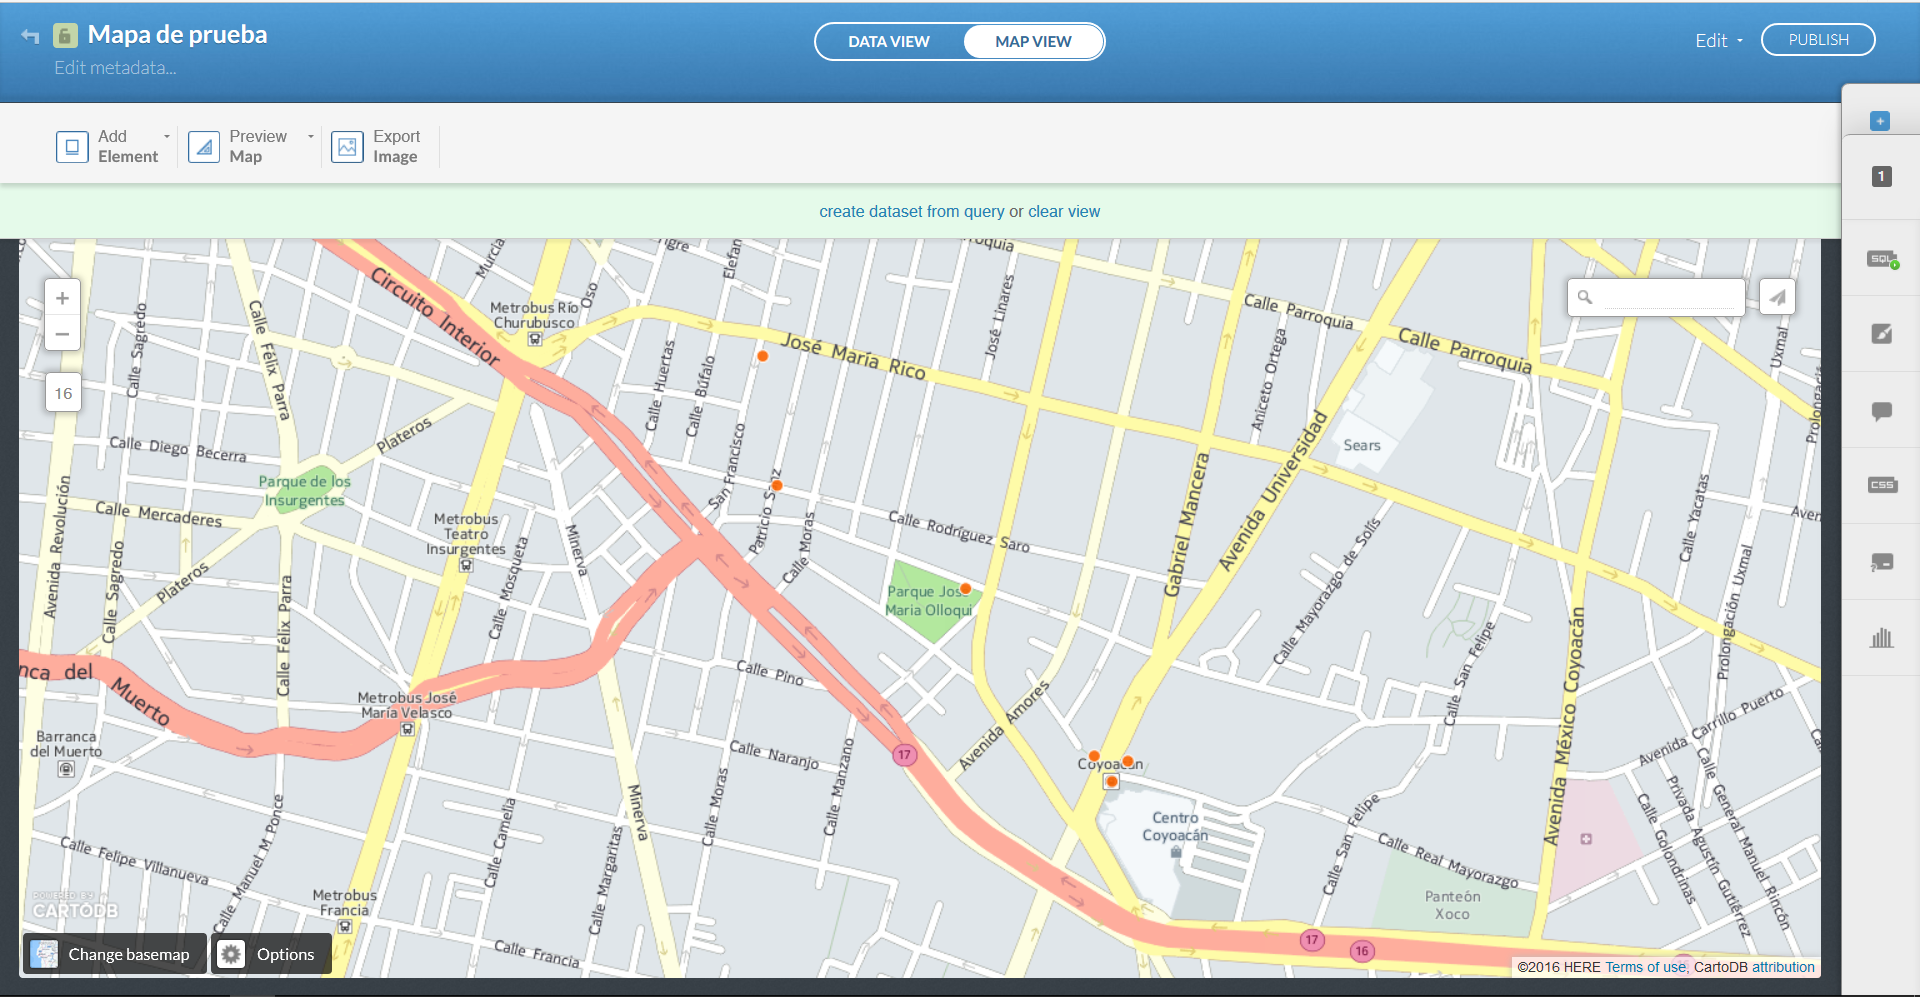 Mapa de prueba
Edit metadata...
DATA VIEW
MAP VIEW
Edit
PUBLISH
Add
Element
Preview
Map
Export
Image
1
create dataset from query or clear view
SQL
CSS
+
−
16
Circuito Interior
Murcia
Metrobus Río
Churubusco
Oso
Elefan
José Linares
Calle Parroquia
Calle Parroquia
Uxmal
Calle Sagredo
Calle Félix Parra
José María Rico
Aniceto Ortega
Calle Huertas
Calle Búfalo
Sears
Avenida Universidad
Calle Diego Becerra
Plateros
Parque de los
Insurgentes
Avenida Revolución
Calle Mercaderes
Metrobus
Teatro
Insurgentes
San Francisco
Calle Moras
Calle Rodríguez Saro
Gabriel Mancera
Calle Yacatas
Calle Mayorazgo de Solís
Minerva
Calle Mosqueta
Calle Sagredo
Plateros
Calle Félix Parra
Maria Olloqui
Prolongación Uxmal
Calle San Felipe
Avenida México Coyoacán
Muerto
Metrobus José
María Velasco
Calle Pino
Avenida Amores
Barranca
del Muerto
Calle Naranjo
Calle Manzano
17
Avenida Carrillo Puerto
Calle Manuel M Ponce
Minerva
Calle Moras
Calle Camelia
Calle Margaritas
Centro
Coyoacán
Calle San Felipe
Calle Real Mayorazgo
Calle Golondrinas
Privada Agustín Gutiérrez
Calle General Manuel Rincón
Calle Felipe Villanueva
Metrobus
Francia
Panteón
Xoco
17
16
Calle Francia
POWERED BY
CARTODB
Change basemap
Options
©2016 HERE Terms of use, CartoDB attribution